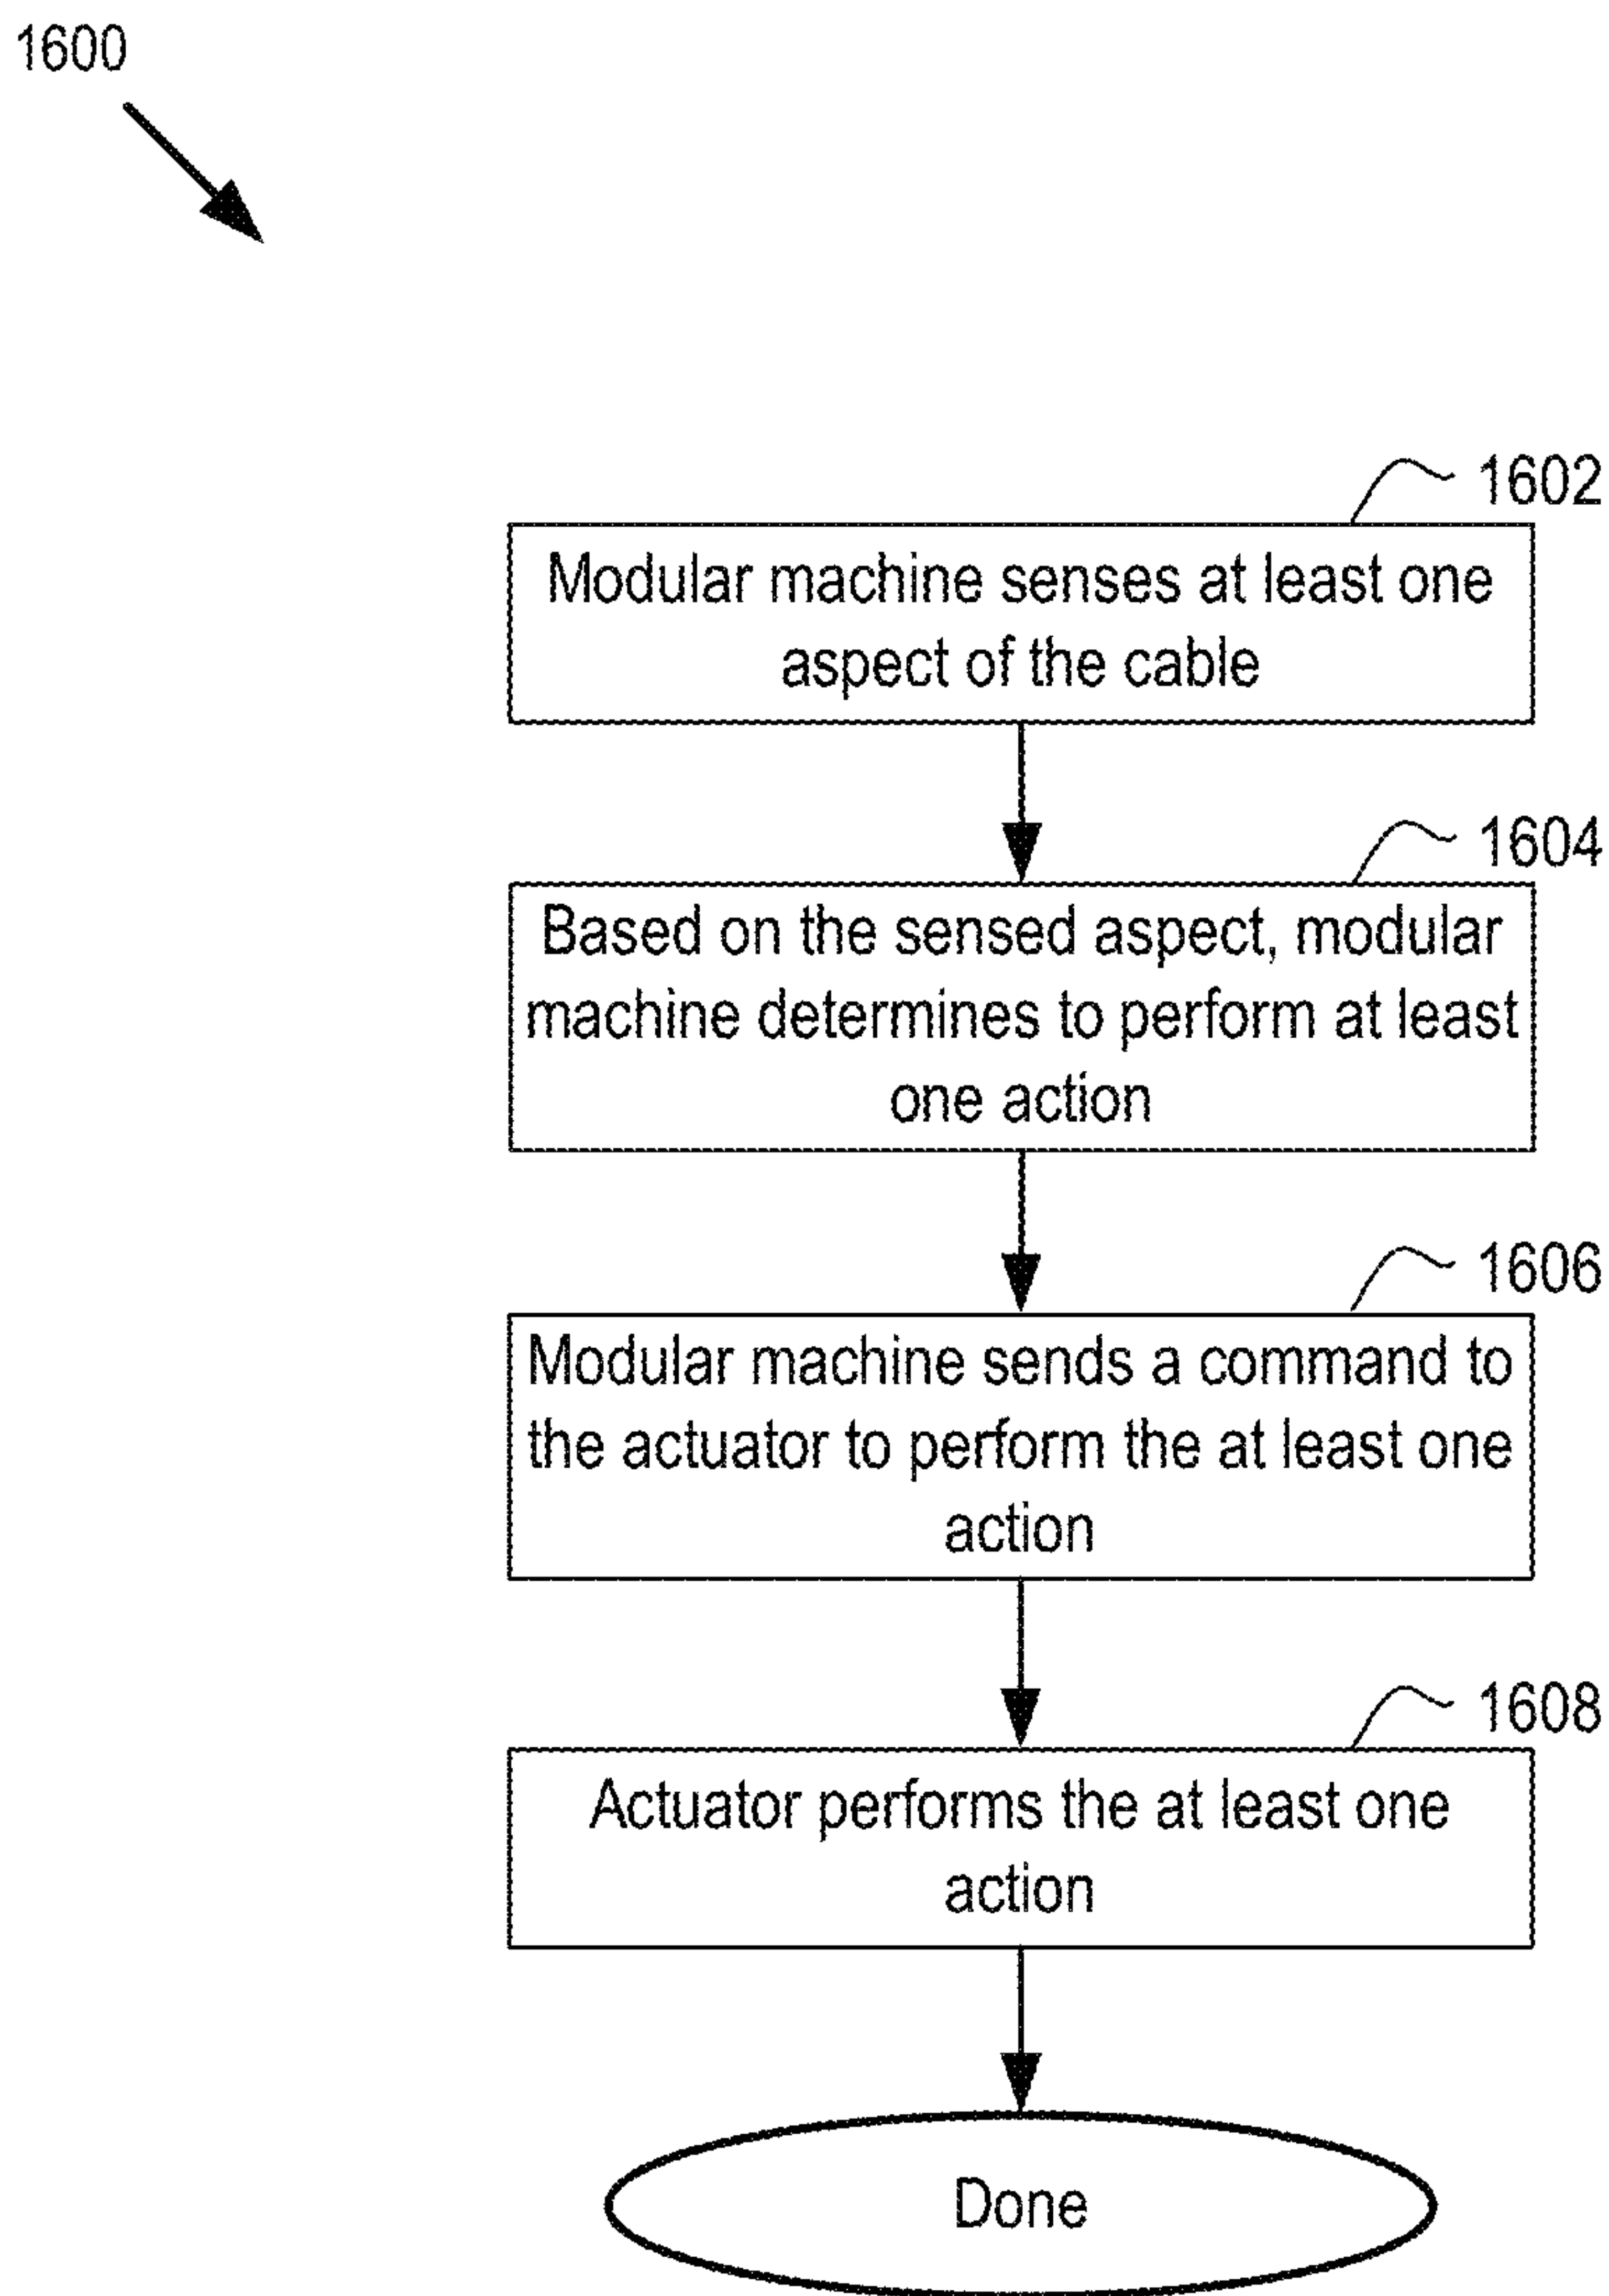 1600
1602
Modular machine senses at least one
aspect of the cable
1604
Based on the sensed aspect, modular
machine determines to perform at least
one action
1606
Modular machine sends a command to
the actuator to perform the at least one
action
1608
Actuator performs the at least one
action
Done